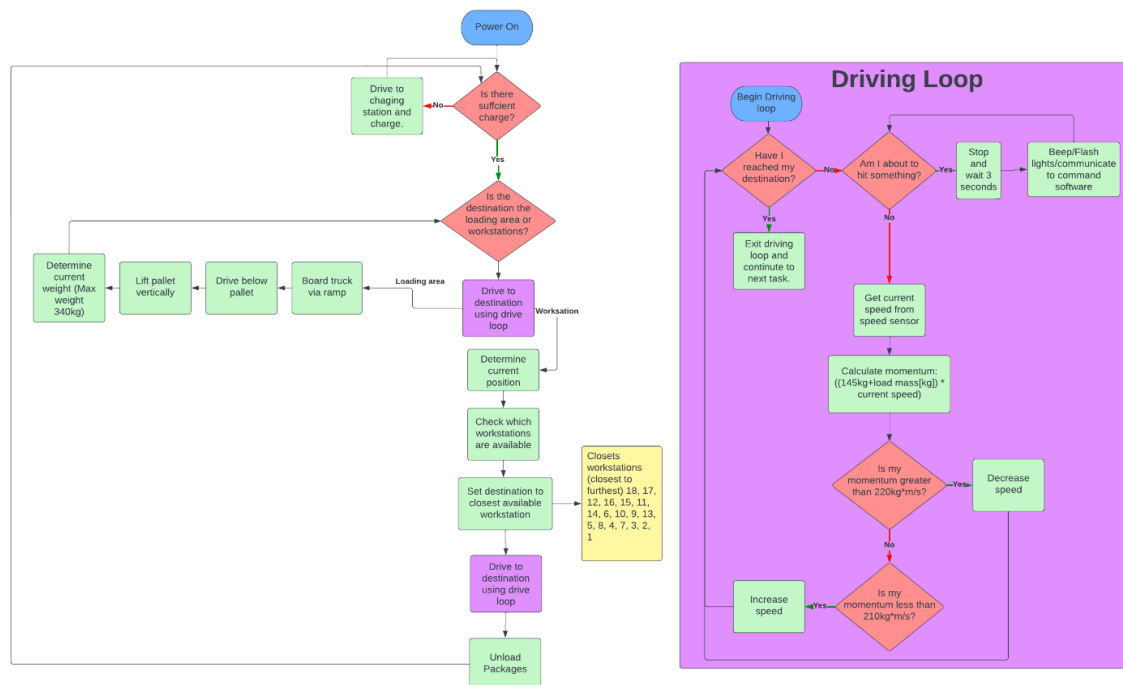 Power On
Is there
suffcient
charge?
No
Drive to
chaging
station and
charge.
Yes
Is the
destination the
loading area or
workstations?
Drive to
destination
using drive
loop
Loading area
Board truck
via ramp
Drive below
pallet
Lift pallet
vertically
Determine
current
weight (Max
weight
340kg)
Worksation
Determine
current
position
Check which
workstations
are available
Set destination to
closest available
workstation
Closets
workstations
(closest to
furthest) 18, 17,
12, 16, 15, 11,
14, 6, 10, 9, 13,
5, 8, 4, 7, 3, 2,
1
Drive to
destination
using drive
loop
Unload
Packages
Driving Loop
Begin Driving
loop
Have I
reached my
destination?
No
Yes
Exit driving
loop and
continue to
next task.
Am I about to
hit something?
Yes
Stop
and
wait 3
seconds
Beep/Flash
lights/communicate
to command
software
No
Get current
speed from
speed sensor
Calculate momentum:
((145kg+load mass[kg]) *
current speed)
Is my
momentum greater
than 220kg*m/s?
Yes
Decrease
speed
No
Is my
momentum less than
210kg*m/s?
Yes
Increase
speed